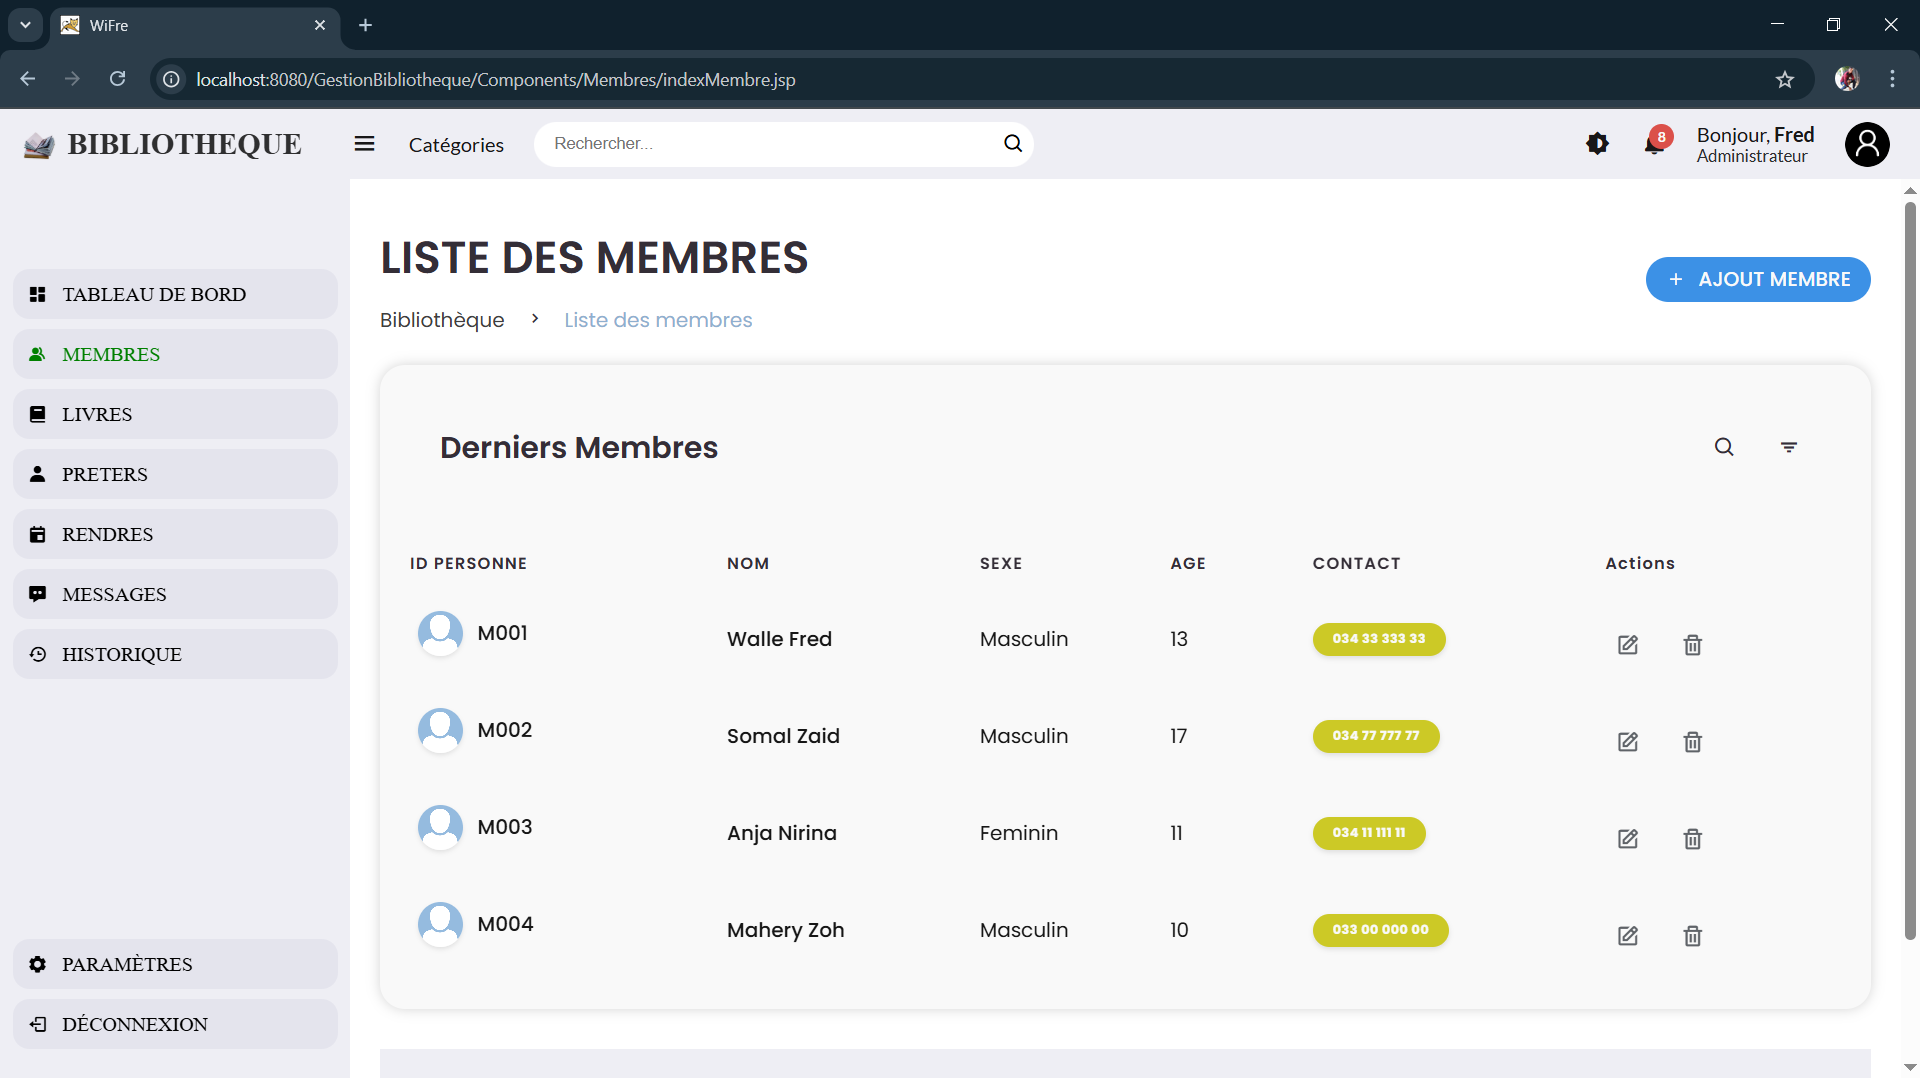 WiFre
localhost:8080/GestionBibliotheque/Components/Membres/indexMembre.jsp
BIBLIOTHEQUE
Catégories
Rechercher...
8
Bonjour, Fred
Administrateur
TABLEAU DE BORD
MEMBRES
LIVRES
PRETERS
RENDRES
MESSAGES
HISTORIQUE
PARAMÈTRES
DÉCONNEXION
LISTE DES MEMBRES
Bibliothèque > Liste des membres
+ AJOUT MEMBRE
Derniers Membres
ID PERSONNE NOM SEXE AGE CONTACT Actions
M001 Walle Fred Masculin 13 034 33 333 33
M002 Somal Zaid Masculin 17 034 77 777 77
M003 Anja Nirina Feminin 11 034 11 111 11
M004 Mahery Zoh Masculin 10 033 00 000 00